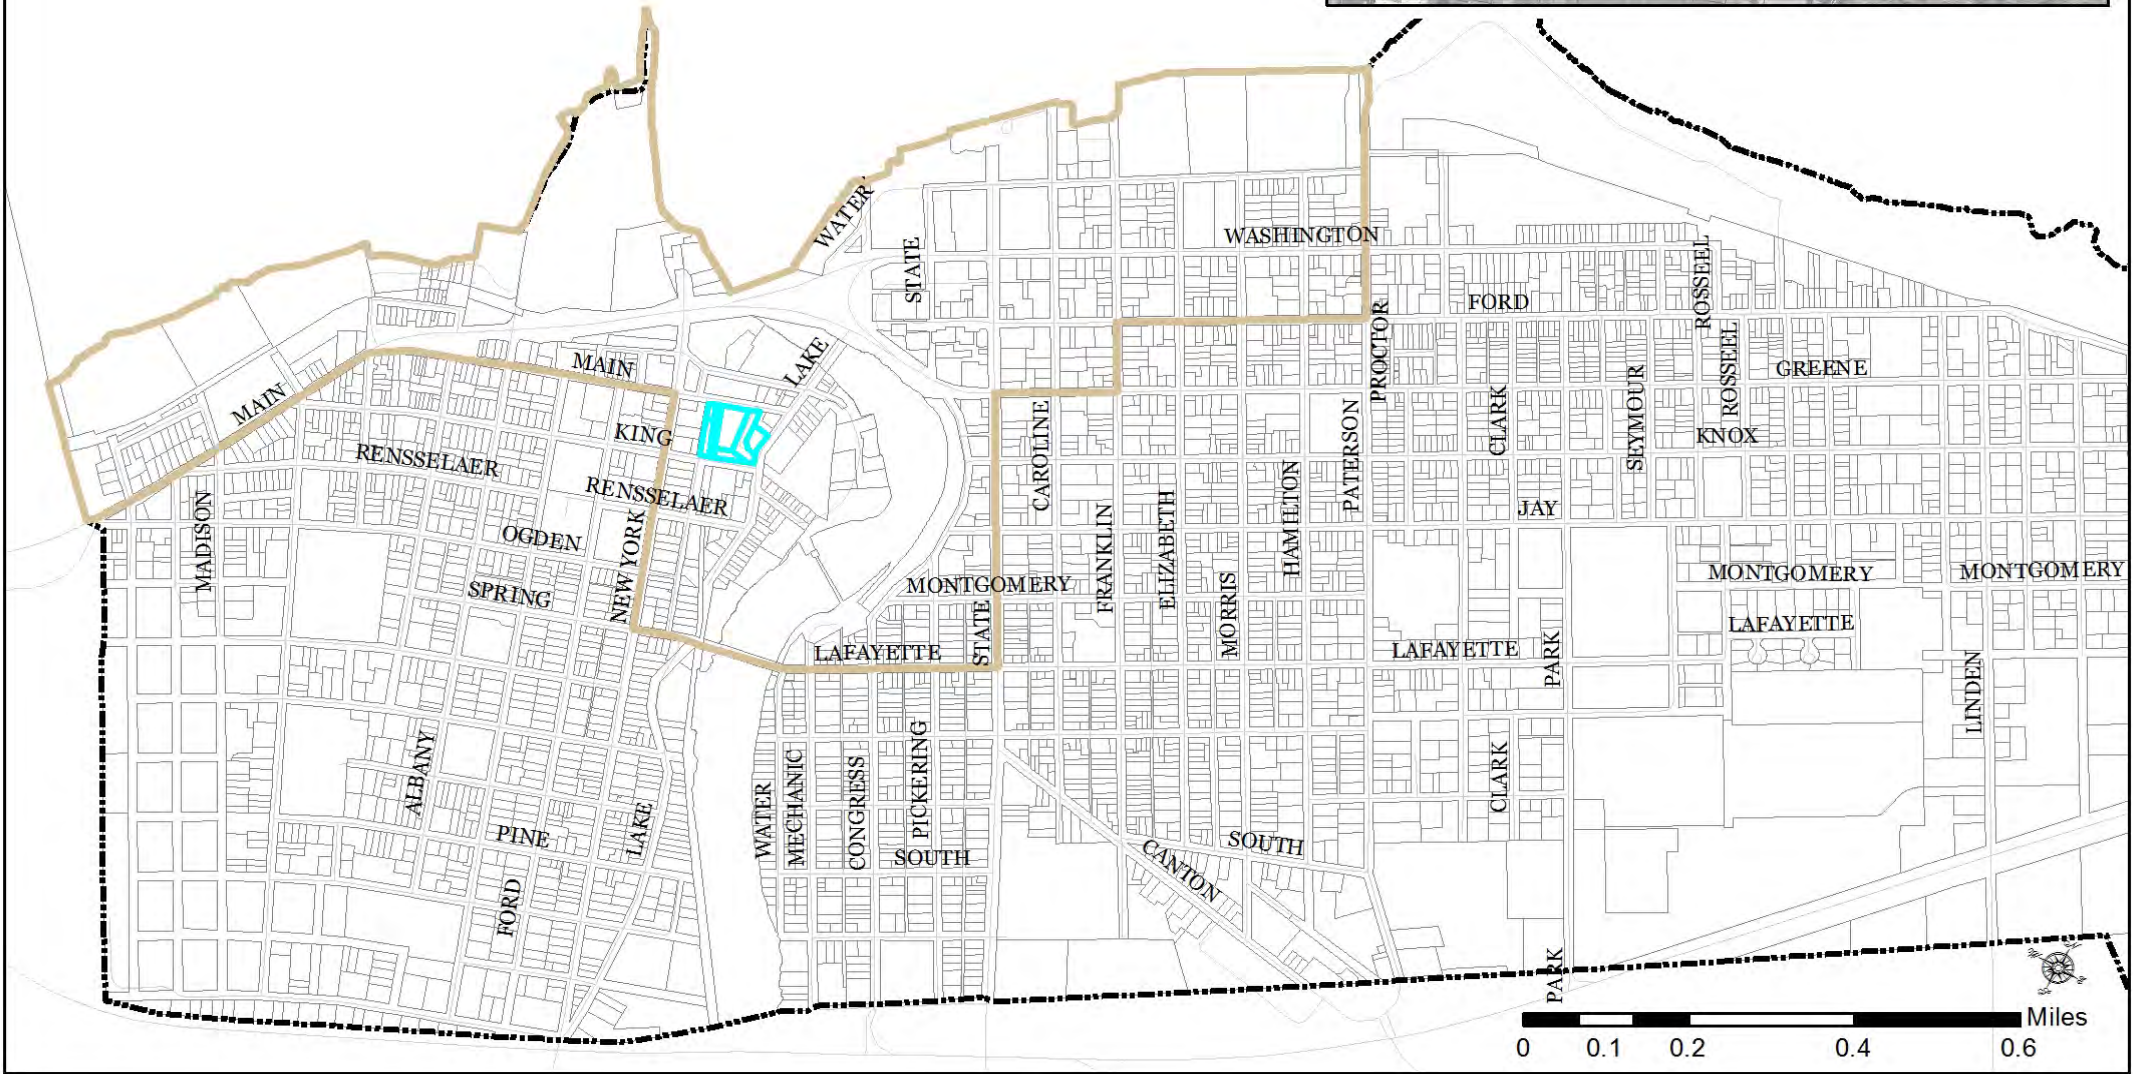 WATER
WASHINGTON
STATE
ROSSEEL
FORD
PROCTOR
MAIN
LAKE
MAIN
GREENE
ROSSEEL
SEYMOUR
CLARK
KING
CAROLINE
PATERSON
KNOX
RENSSELAER
RENSSELAER
HAMILTON
MADISON
NEW YORK
OGDEN
FRANKLIN
ELIZABETH
JAY
SPRING
MONTGOMERY
MORRIS
MONTGOMERY
MONTGOMERY
STATE
LAFAYETTE
LAFAYETTE
LAFAYETTE
PARK
LINDEN
ALBANY
WATER
MECHANIC
CONGRESS
PICKERING
CLARK
PINE
LAKE
SOUTH
SOUTH
CANTON
FORD
PARK
Miles
0 0.1 0.2 0.4 0.6